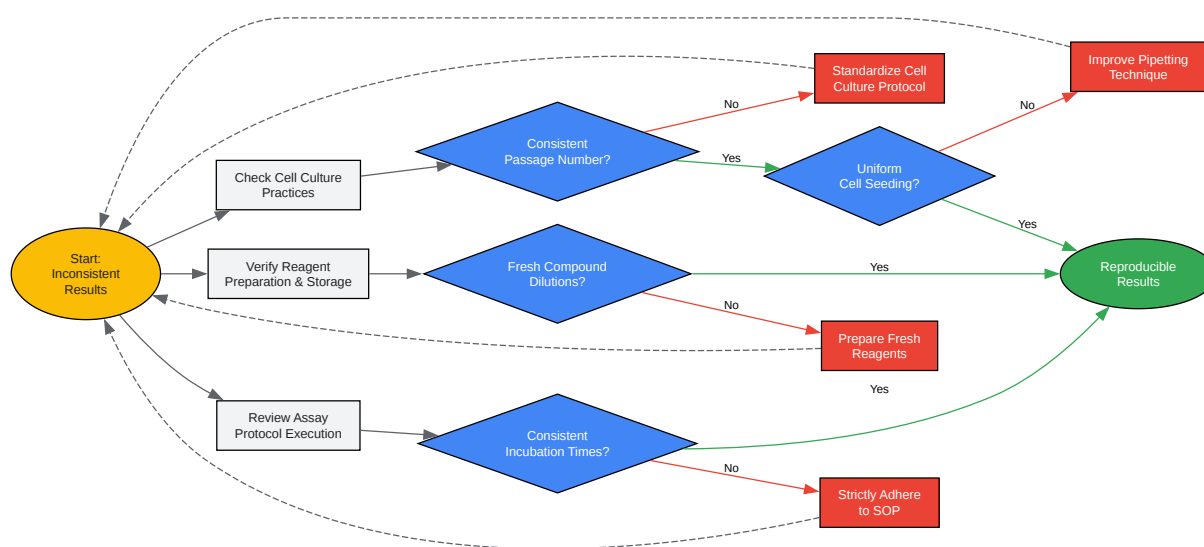 Improve Pipetting
Technique
Standardize Cell
Culture Protocol
No
No
Consistent
Passage Number?
Yes
Uniform
Cell Seeding?
Check Cell Culture
Practices
Yes
Start:
Inconsistent
Results
Verify Reagent
Preparation & Storage
Fresh Compound
Dilutions?
Yes
Reproducible
Results
No
Prepare Fresh
Reagents
Yes
Review Assay
Protocol Execution
Consistent
Incubation Times?
No
Strictly Adhere
to SOP